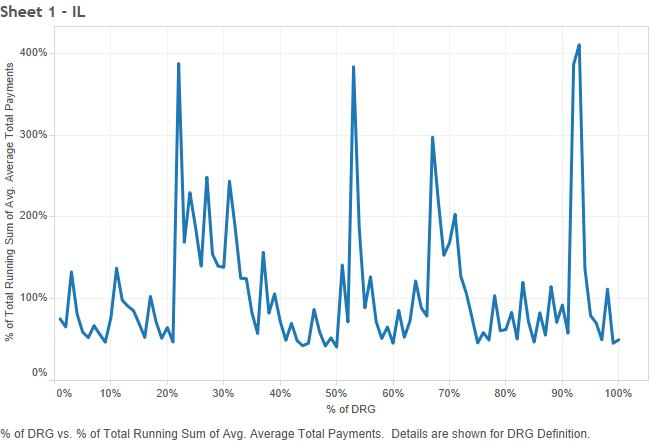 Sheet 1 - IL
% of Total Running Sum of Avg. Average Total Payments
400%
300%
200%
100%
0%
0% 10% 20% 30% 40% 50% 60% 70% 80% 90% 100%
% of DRG
% of DRG vs. % of Total Running Sum of Avg. Average Total Payments.  Details are shown for DRG Definition.